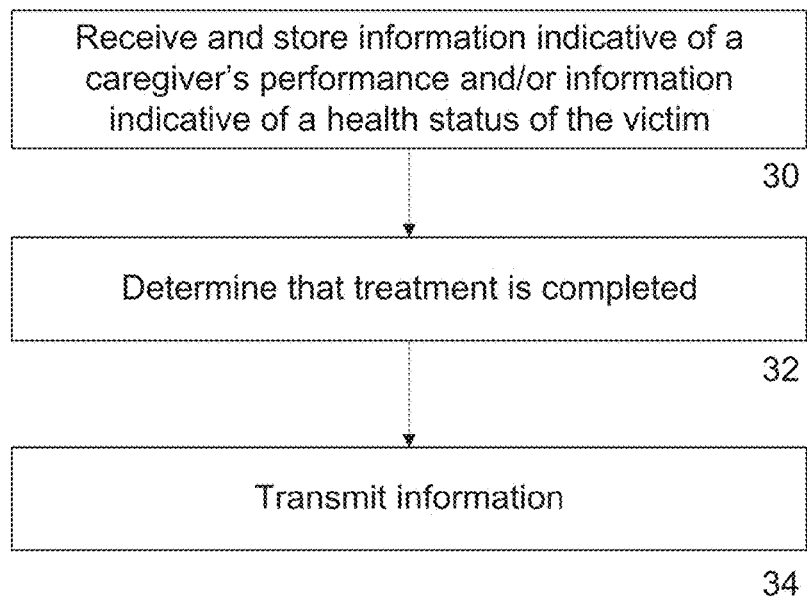 Receive and store information indicative of a
caregiver's performance and/or information
indicative of a health status of the victim
30
Determine that treatment is completed
32
Transmit information
34